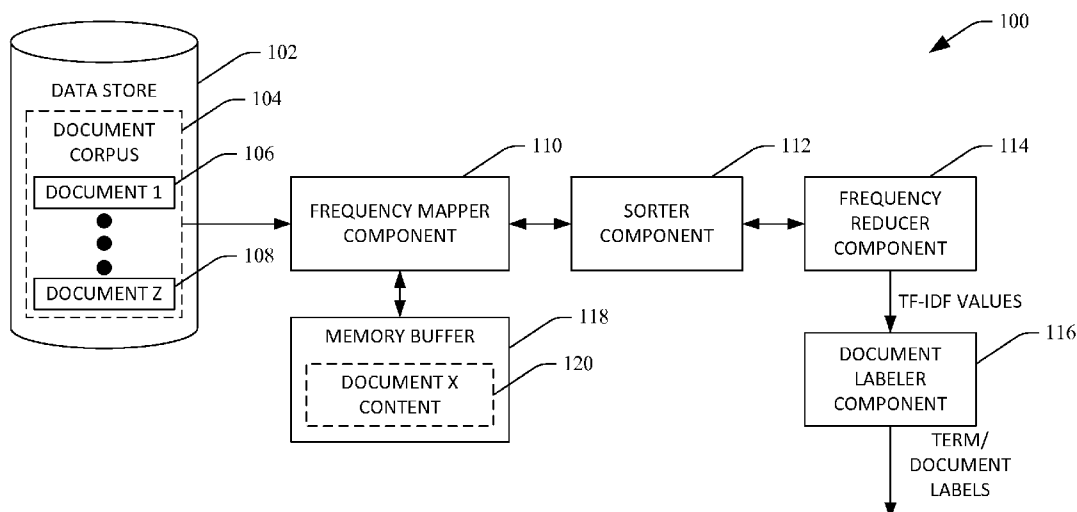 100
102
DATA STORE
104
DOCUMENT
CORPUS
106
DOCUMENT 1
108
DOCUMENT Z
110
FREQUENCY MAPPER
COMPONENT
112
SORTER
COMPONENT
114
FREQUENCY
REDUCER
COMPONENT
TF-IDF VALUES
118
MEMORY BUFFER
120
DOCUMENT X
CONTENT
116
DOCUMENT
LABELER
COMPONENT
TERM/
DOCUMENT
LABELS